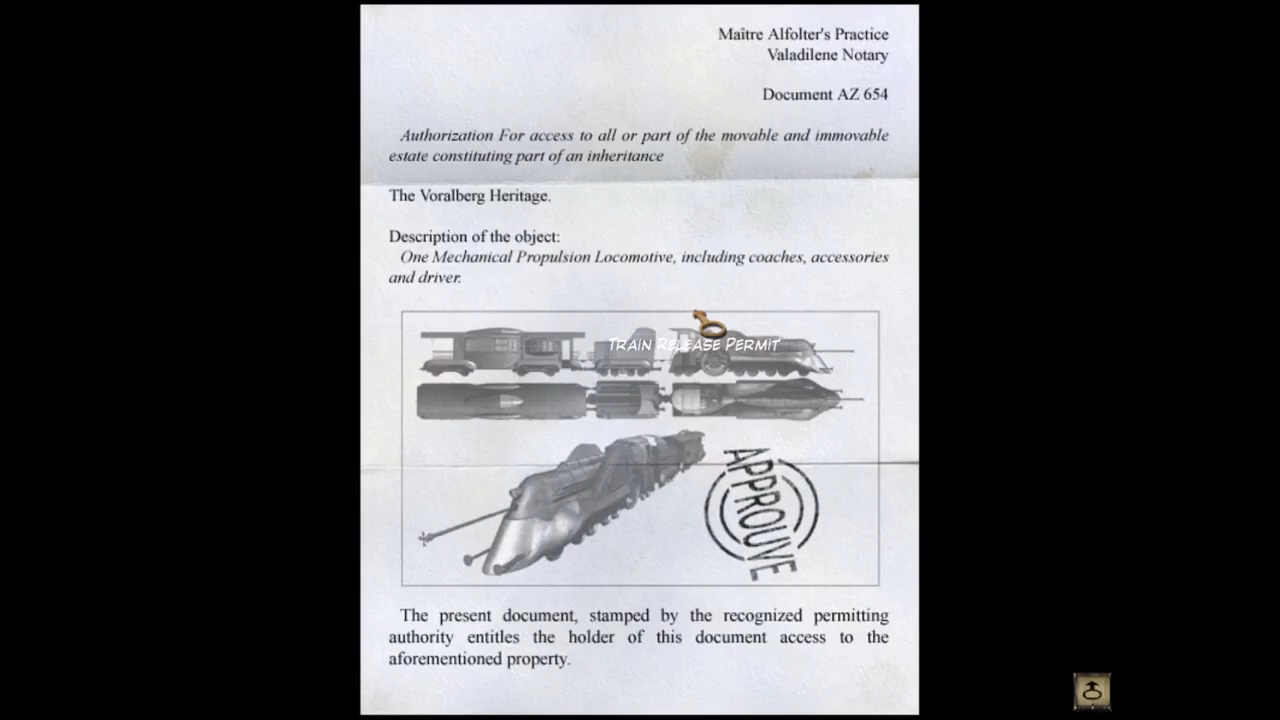 Maître Alfolter's Practice
Valadilene Notary
Document AZ 654
Authorization For access to all or part of the movable and immovable
estate constituting part of an inheritance
The Voralberg Heritage.
Description of the object:
One Mechanical Propulsion Locomotive, including coaches, accessories
and driver.
Train Release Permit
APPROUVE
The present document, stamped by the recognized permitting
authority entitles the holder of this document access to the
aforementioned property.